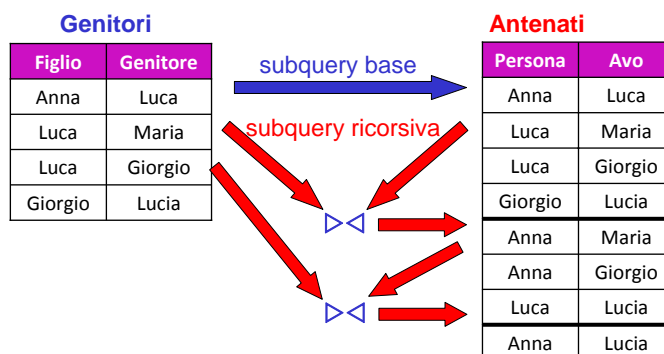 Genitori
Antenati
Figlio Genitore
Anna Luca
Luca Maria
Luca Giorgio
Giorgio Lucia
subquery base
subquery ricorsiva
Persona Avo
Anna Luca
Luca Maria
Luca Giorgio
Giorgio Lucia
Anna Maria
Anna Giorgio
Luca Lucia
Anna Lucia